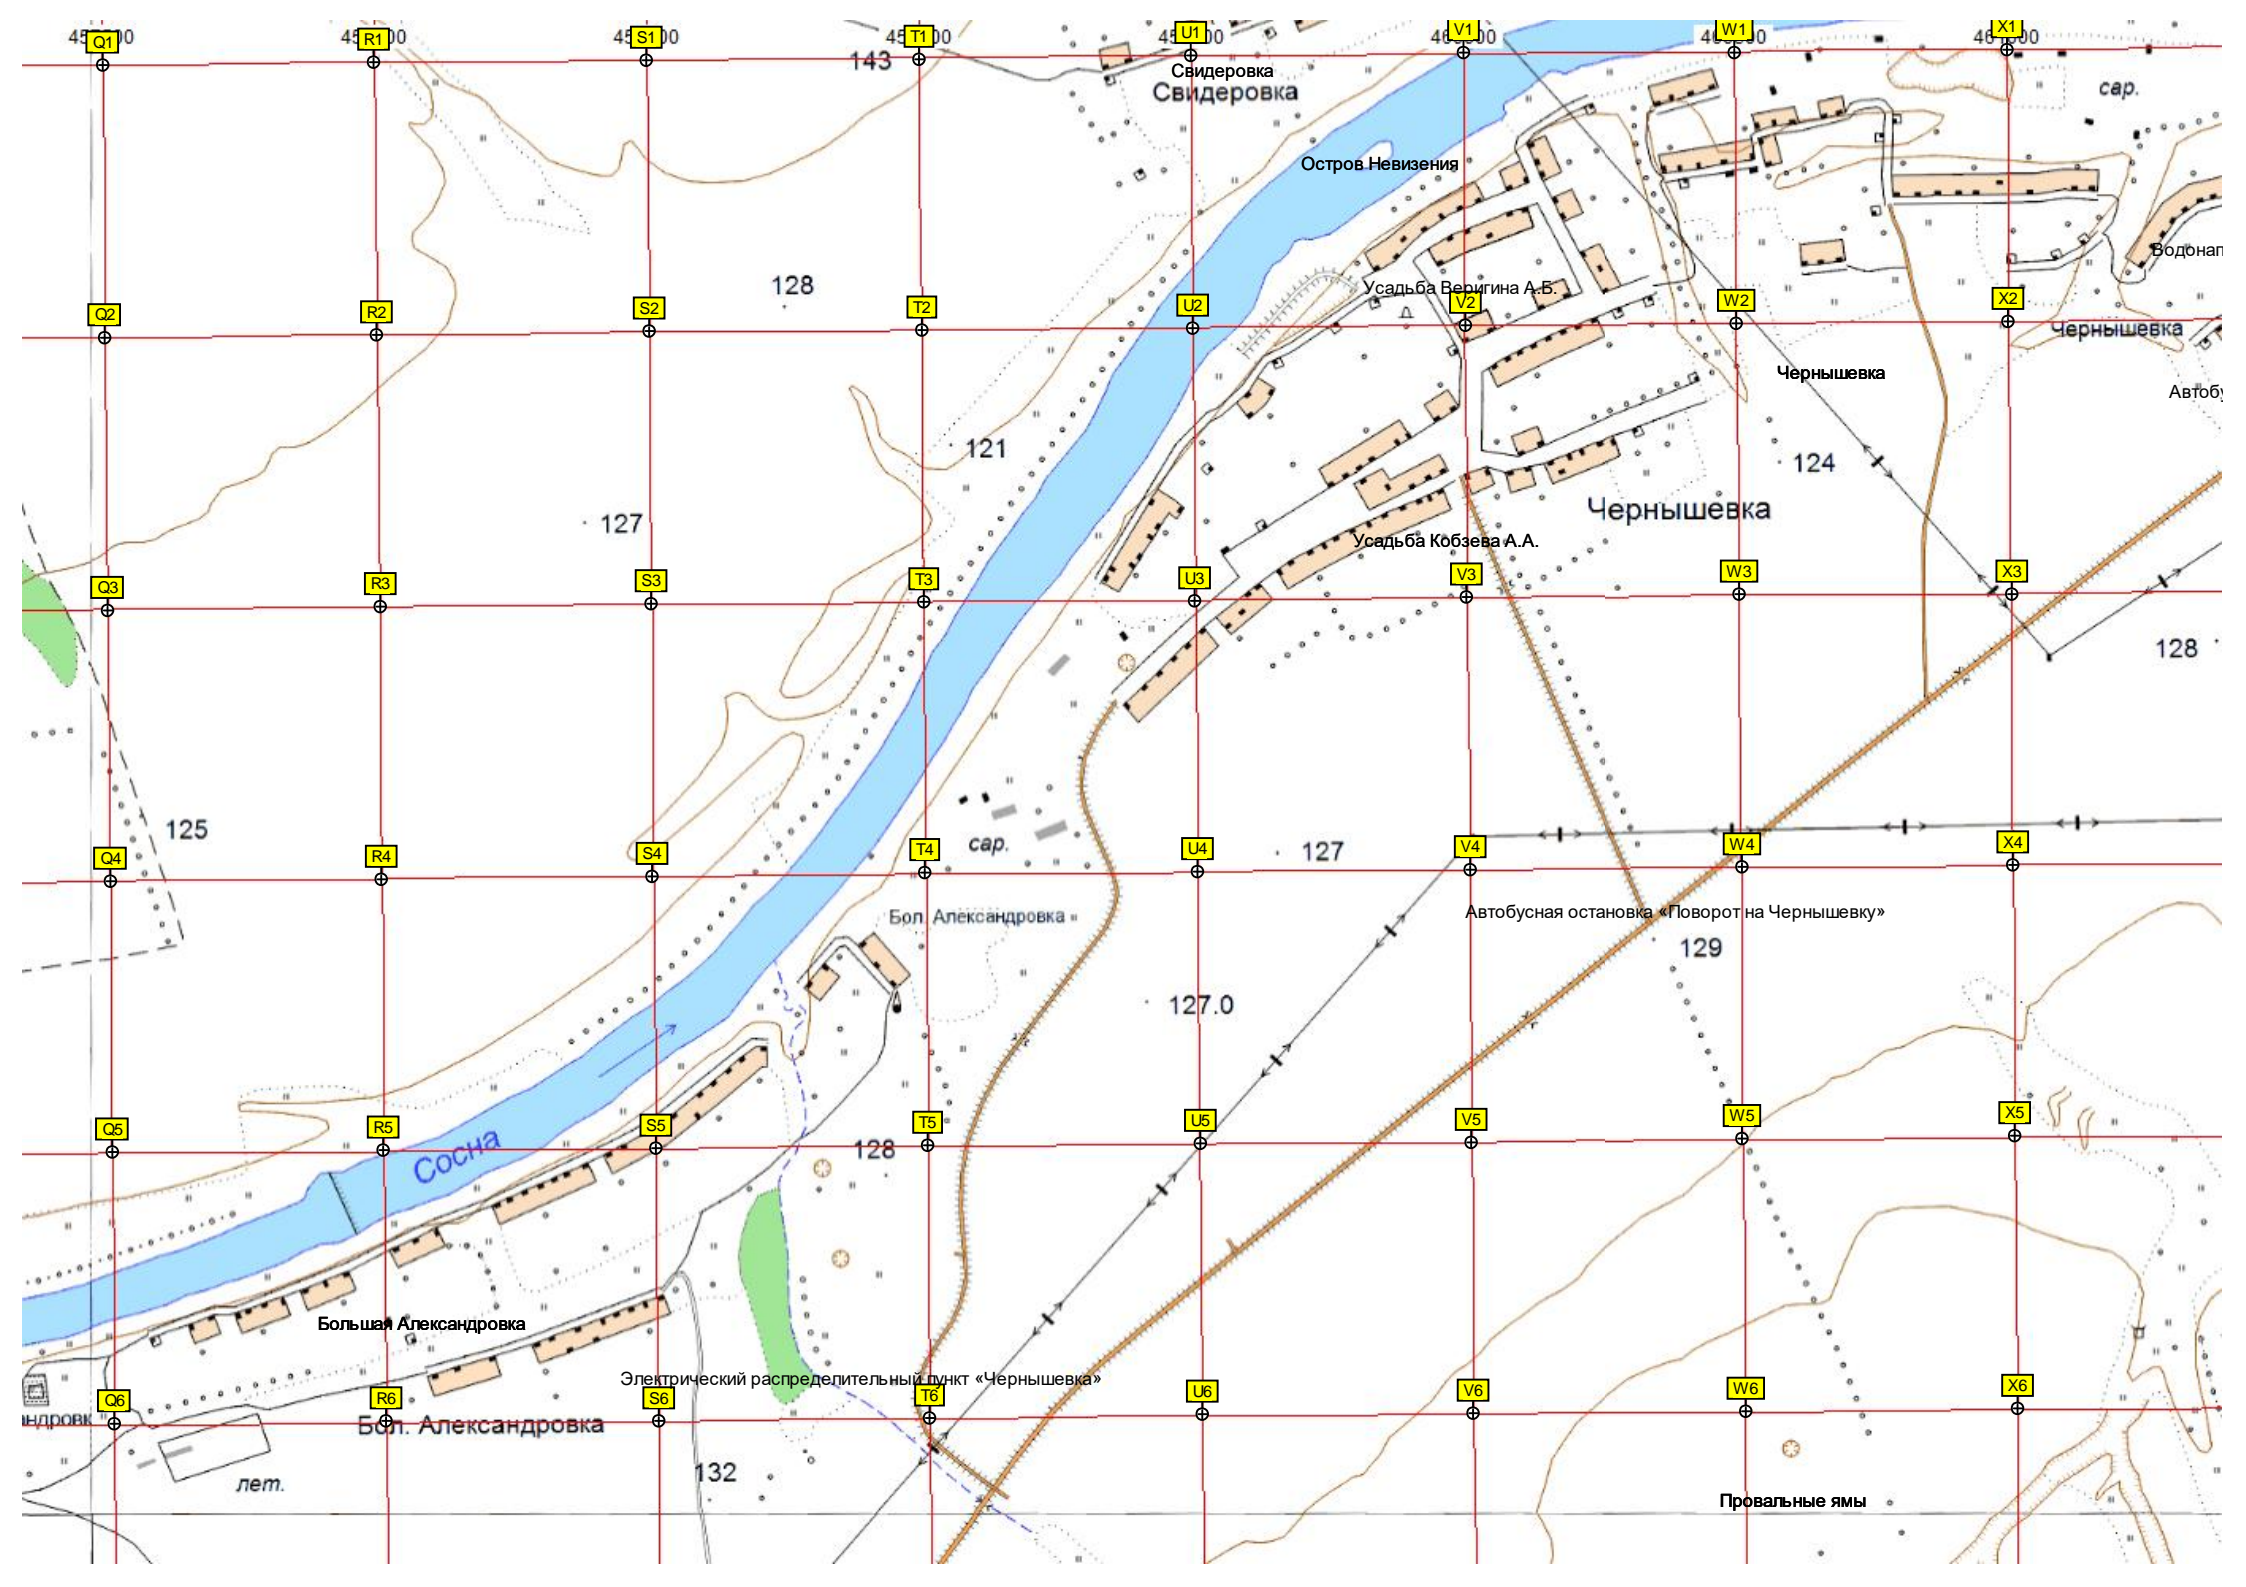 Q1 R1 S1 T1 U1 V1 W1 X1
143
Свидеровка
Свидеровка
сар.
Остров Невизения
Водонап
128
Усадьба Веригина А.Б.
Q2 R2 S2 T2 U2 V2 W2 X2
Чернышевка
Чернышевка
Автобу
121
124
127
Чернышевка
Усадьба Кобзева А.А.
Q3 R3 S3 T3 U3 V3 W3 X3
128
125
сар.
127
Q4 R4 S4 T4 U4 V4 W4 X4
Бол. Александровка
Автобусная остановка «Поворот на Чернышевку»
129
127.0
Q5 R5 S5 T5 U5 V5 W5 X5
Сосна
128
Большая Александровка
Электрический распределительный пункт «Чернышевка»
Q6 R6 S6 T6 U6 V6 W6 X6
андровк
Бол. Александровка
132
лет.
Провальные ямы